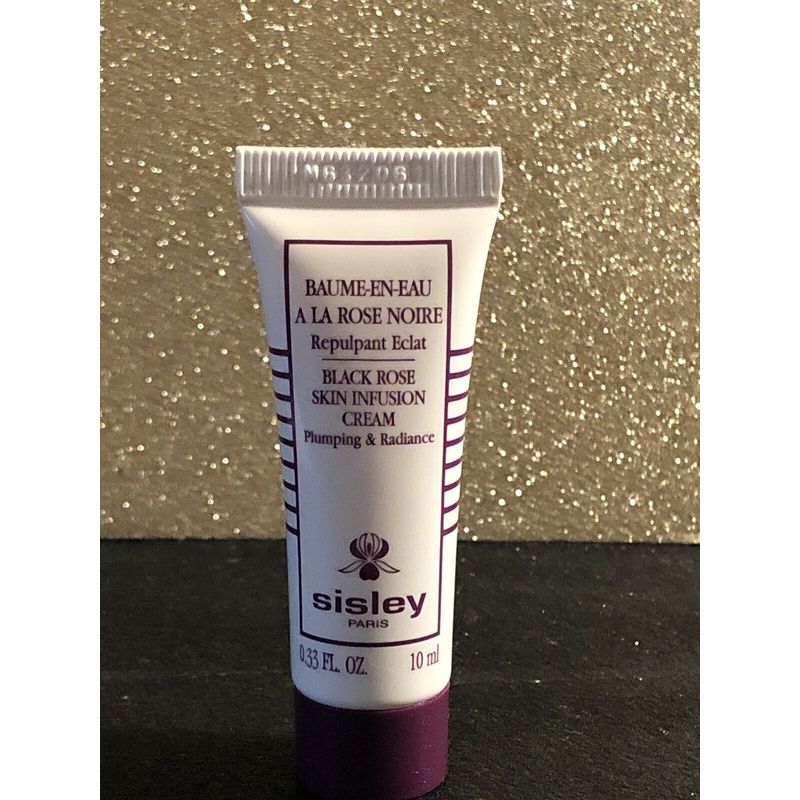 BAUME-EN-EAU
A LA ROSE NOIRE
Repulpant Eclat
BLACK ROSE
SKIN INFUSION
CREAM
Plumping & Radiance
sisley
PARIS
0.33 FL. OZ. 10 ml